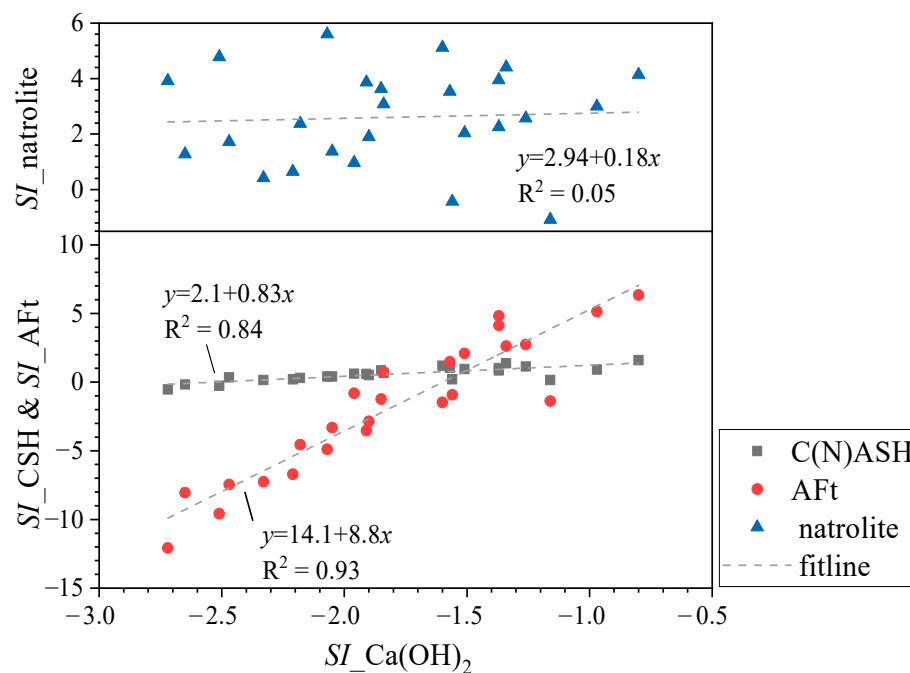 6
4
2
0
SI_natrolite
y=2.94+0.18x
R² = 0.05
10
5
0
−5
−10
−15
SI_CSH & SI_AFt
y=2.1+0.83x
R² = 0.84
y=14.1+8.8x
R² = 0.93
−3.0 −2.5 −2.0 −1.5 −1.0 −0.5
SI_Ca(OH)₂
C(N)ASH
AFt
natrolite
fitline